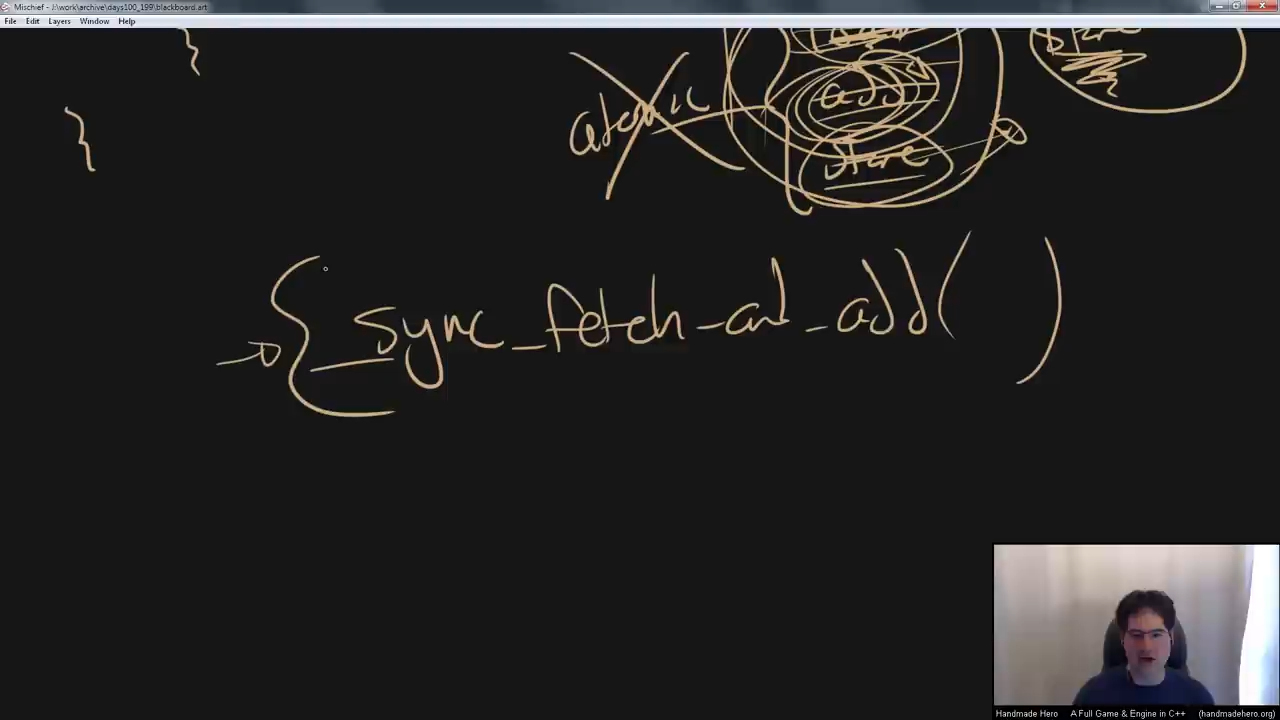 Mischief - J:\work\archive\days100_199\blackboard.art
File Edit Layers Window Help
}
}
atomic
add
store
__sync_fetch_and_add( )
Handmade Hero A Full Game & Engine in C++ (handmadehero.org)